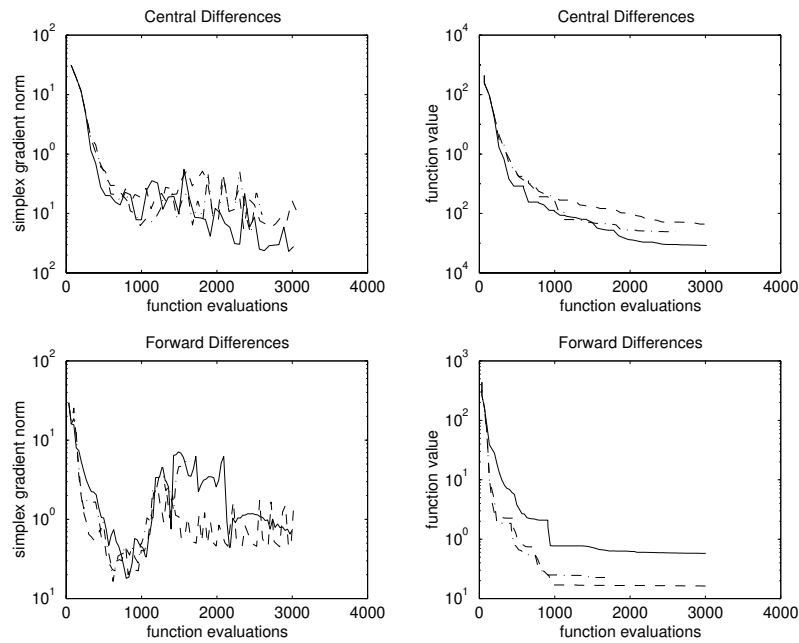 Central Differences
10^2
10^1
10^0
10^1
10^2
simplex gradient norm
0 1000 2000 3000 4000
function evaluations
Central Differences
10^4
10^2
10^0
10^2
10^4
function value
0 1000 2000 3000 4000
function evaluations
Forward Differences
10^2
10^1
10^0
10^1
simplex gradient norm
0 1000 2000 3000 4000
function evaluations
Forward Differences
10^3
10^2
10^1
10^0
10^1
function value
0 1000 2000 3000 4000
function evaluations